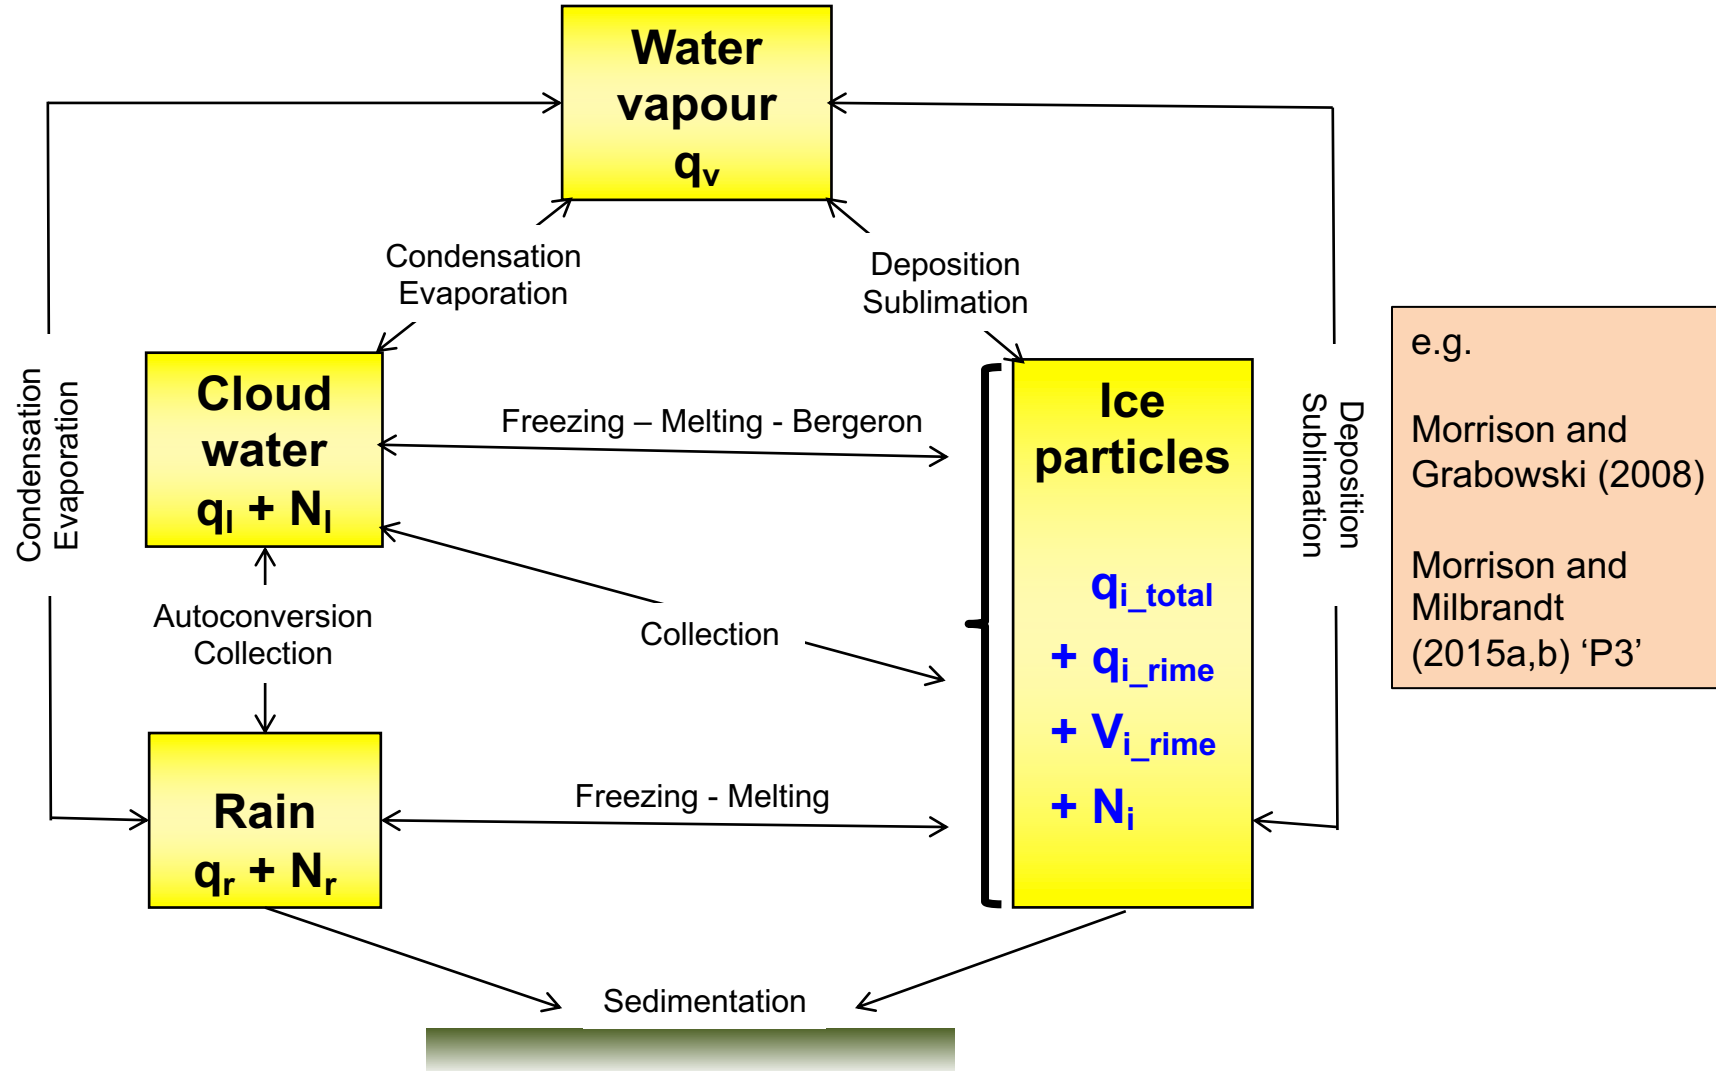 Water
vapour
qv
Condensation
Evaporation
Deposition
Sublimation
Condensation
Evaporation
Cloud
water
ql + Nl
Freezing – Melting - Bergeron
Ice
particles
qi_total
+ qi_rime
+ Vi_rime
+ Ni
Deposition
Sublimation
e.g.
Morrison and
Grabowski (2008)
Morrison and
Milbrandt
(2015a,b) ‘P3’
Autoconversion
Collection
Collection
Rain
qr + Nr
Freezing - Melting
Sedimentation